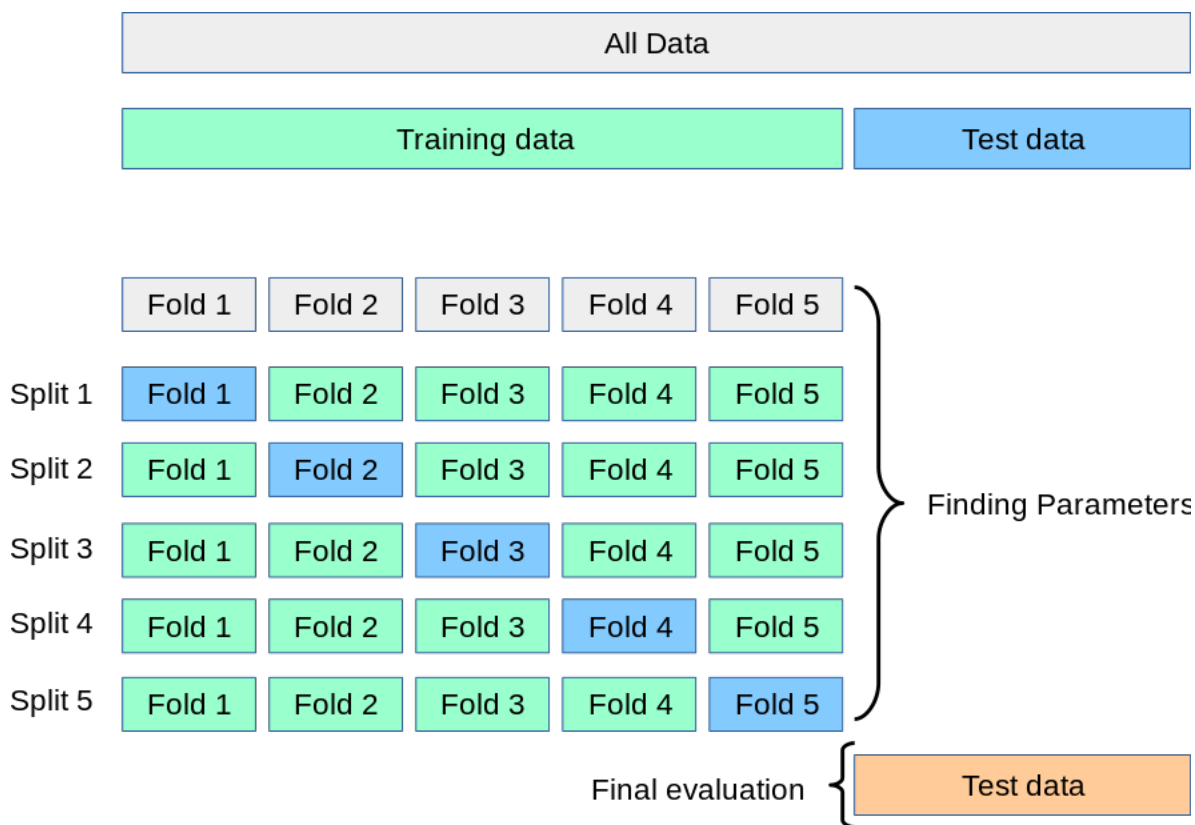 All Data
Training data Test data
Fold 1 Fold 2 Fold 3 Fold 4 Fold 5
Split 1 Fold 1 Fold 2 Fold 3 Fold 4 Fold 5
Split 2 Fold 1 Fold 2 Fold 3 Fold 4 Fold 5
Finding Parameters
Split 3 Fold 1 Fold 2 Fold 3 Fold 4 Fold 5
Split 4 Fold 1 Fold 2 Fold 3 Fold 4 Fold 5
Split 5 Fold 1 Fold 2 Fold 3 Fold 4 Fold 5
Final evaluation Test data